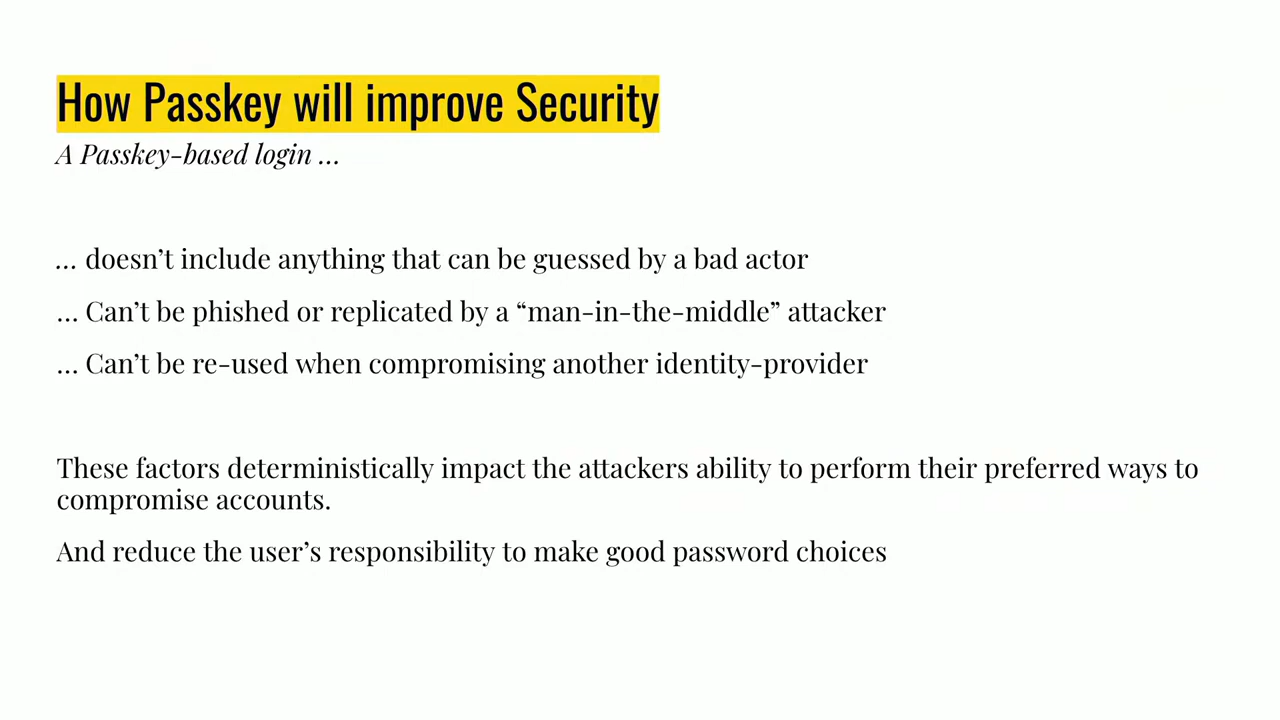 How Passkey will improve Security
A Passkey-based login …
… doesn’t include anything that can be guessed by a bad actor
… Can’t be phished or replicated by a “man-in-the-middle” attacker
… Can’t be re-used when compromising another identity-provider
These factors deterministically impact the attackers ability to perform their preferred ways to
compromise accounts.
And reduce the user’s responsibility to make good password choices